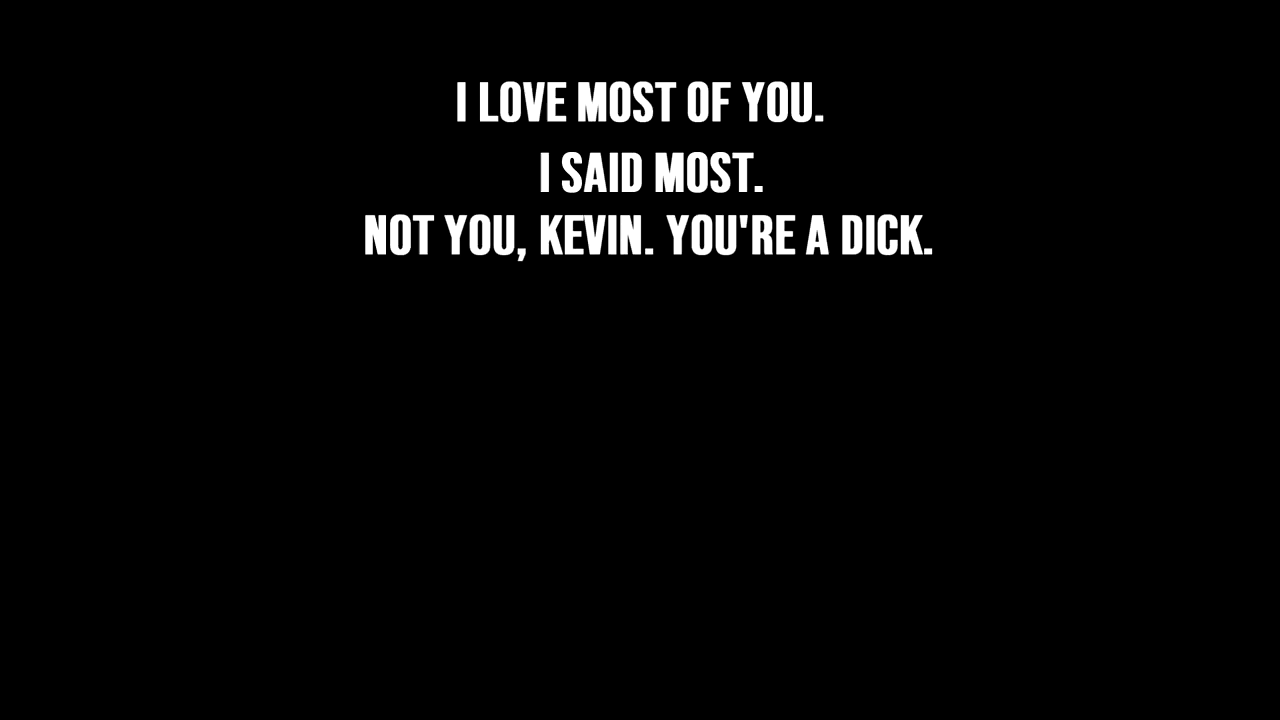 I LOVE MOST OF YOU.
I SAID MOST.
NOT YOU, KEVIN. YOU'RE A DICK.